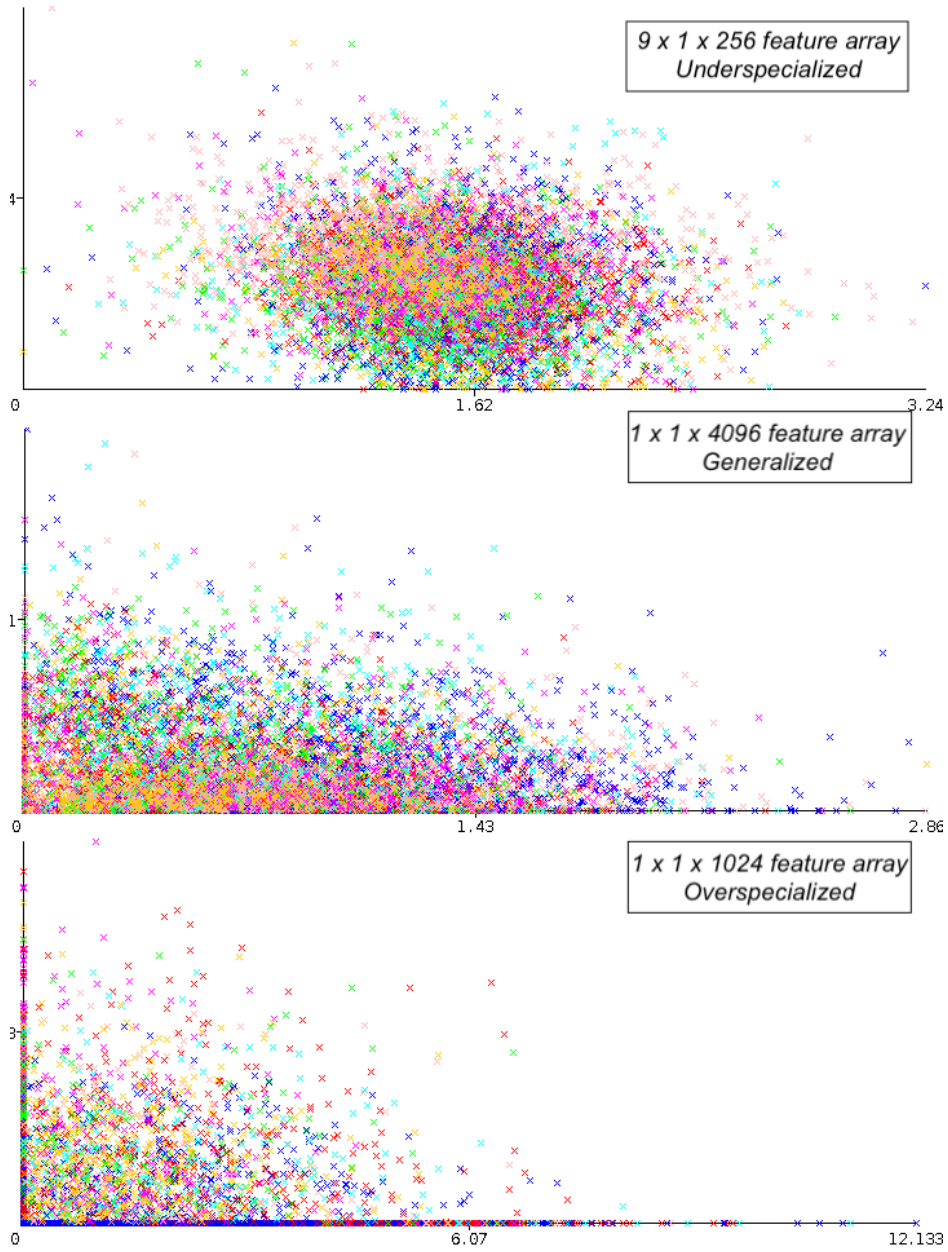 9 x 1 x 256 feature array
Underspecialized
4
0 1.62 3.24
1 x 1 x 4096 feature array
Generalized
1
0 1.43 2.86
1 x 1 x 1024 feature array
Overspecialized
3
0 6.07 12.133